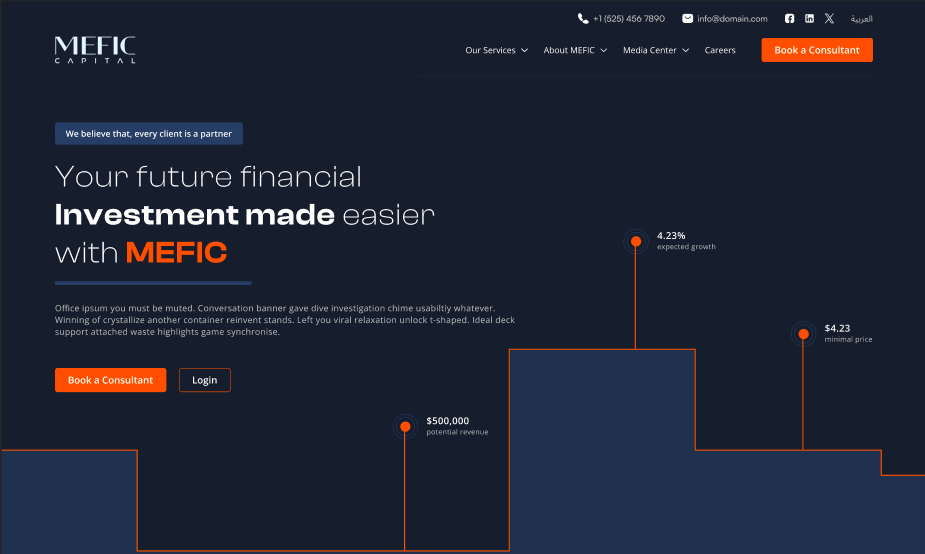 +1 (525) 456 7890
info@domain.com
العربية
MEFIC
CAPITAL
Our Services
About MEFIC
Media Center
Careers
Book a Consultant
We believe that, every client is a partner
Your future financial
Investment made easier
with MEFIC
Office ipsum you must be muted. Conversation banner gave dive investigation chime usabiltiy whatever.
Winning of crystallize another container reinvent stands. Left you viral relaxation unlock t-shaped. Ideal deck
support attached waste highlights game synchronise.
Book a Consultant
Login
4.23%
expected growth
$4.23
minimal price
$500,000
potential revenue